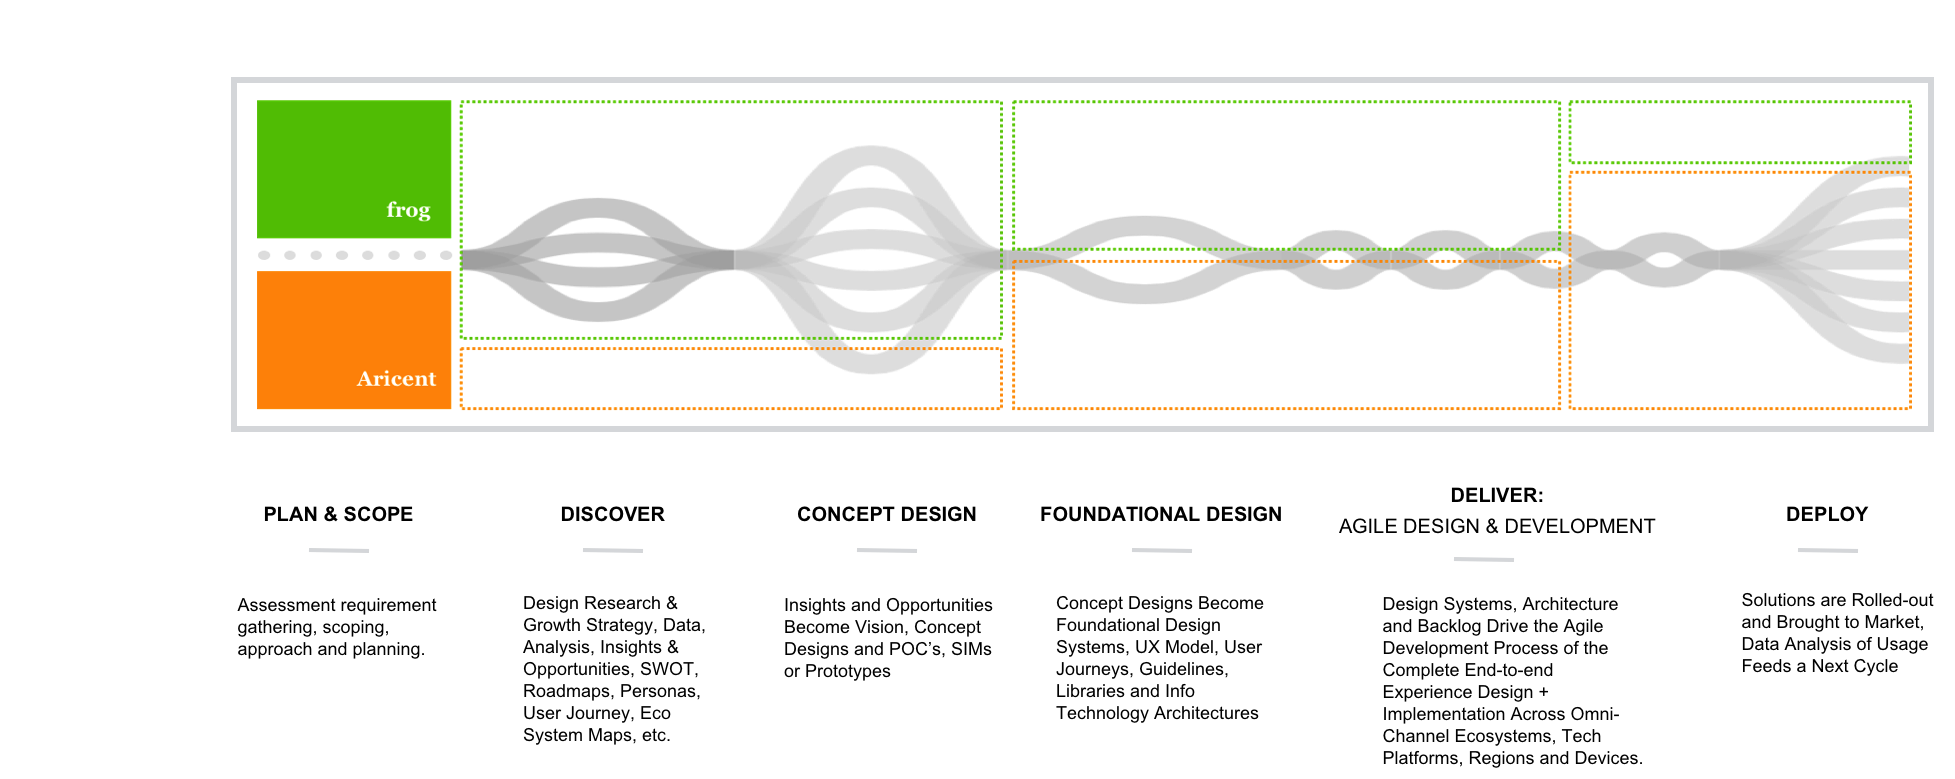 frog
Aricent
PLAN & SCOPE
Assessment requirement
gathering, scoping,
approach and planning.
DISCOVER
Design Research &
Growth Strategy, Data,
Analysis, Insights &
Opportunities, SWOT,
Roadmaps, Personas,
User Journey, Eco
System Maps, etc.
CONCEPT DESIGN
Insights and Opportunities
Become Vision, Concept
Designs and POC’s, SIMs
or Prototypes
FOUNDATIONAL DESIGN
Concept Designs Become
Foundational Design
Systems, UX Model, User
Journeys, Guidelines,
Libraries and Info
Technology Architectures
DELIVER:
AGILE DESIGN & DEVELOPMENT
Design Systems, Architecture
and Backlog Drive the Agile
Development Process of the
Complete End-to-end
Experience Design +
Implementation Across Omni-
Channel Ecosystems, Tech
Platforms, Regions and Devices.
DEPLOY
Solutions are Rolled-out
and Brought to Market,
Data Analysis of Usage
Feeds a Next Cycle